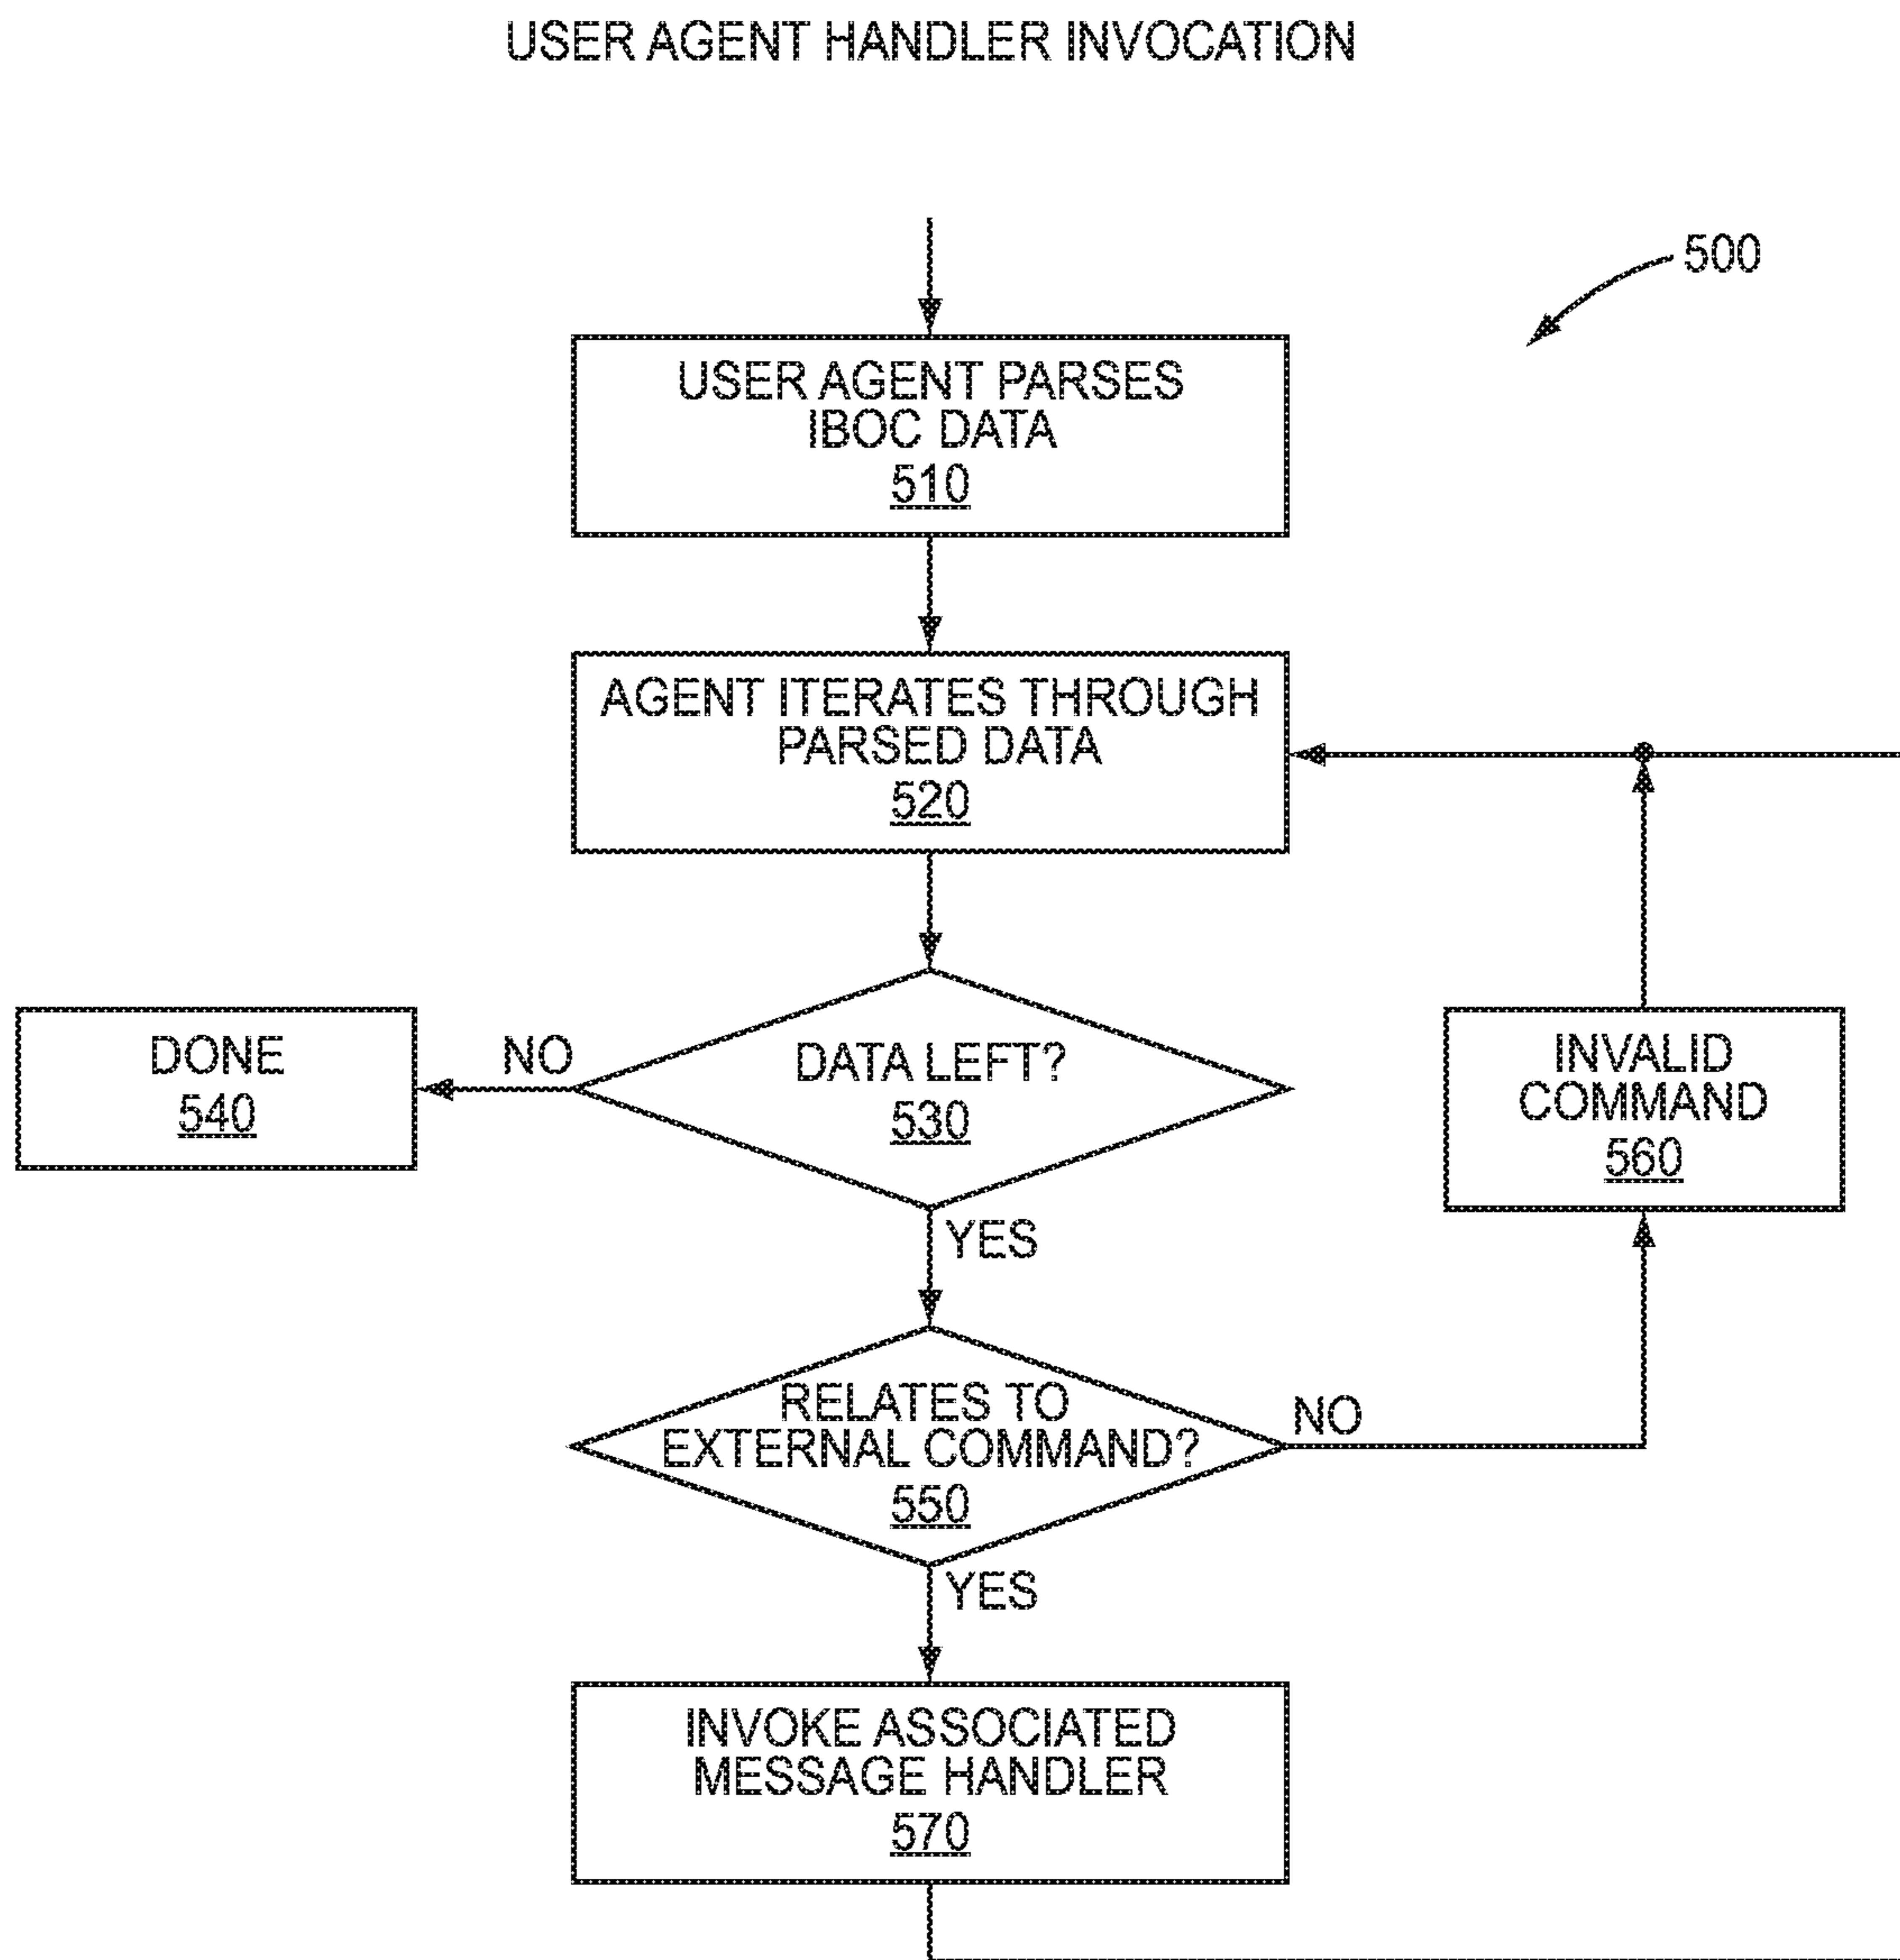 USER AGENT HANDLER INVOCATION
500
USER AGENT PARSES
IBOC DATA
510
AGENT ITERATES THROUGH
PARSED DATA
520
DATA LEFT?
530
NO
DONE
540
YES
INVALID
COMMAND
560
RELATES TO
EXTERNAL COMMAND?
550
NO
YES
INVOKE ASSOCIATED
MESSAGE HANDLER
570